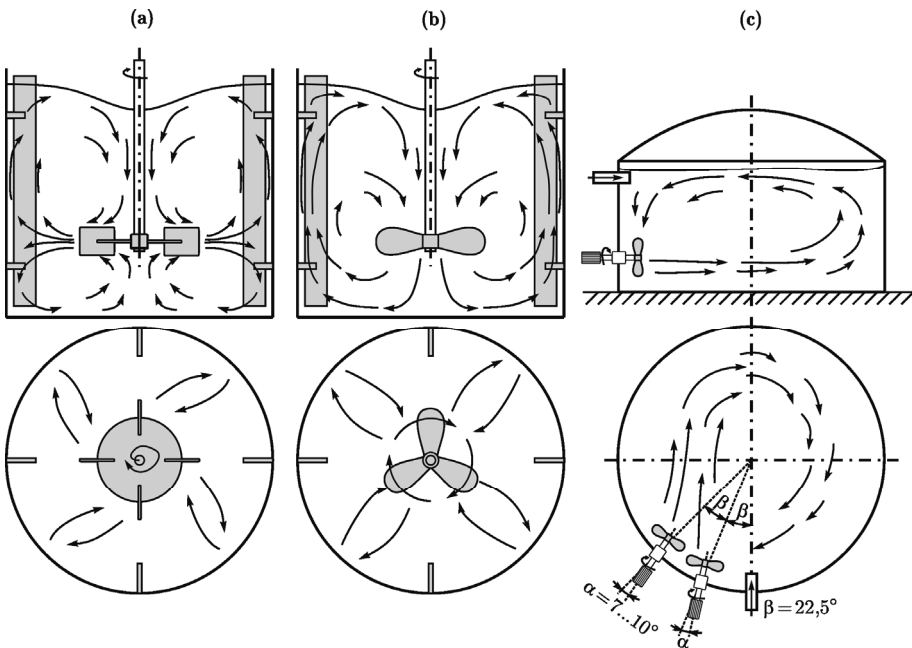 (a)
(b)
(c)
β
β
α = 7...10°
α
β = 22,5°